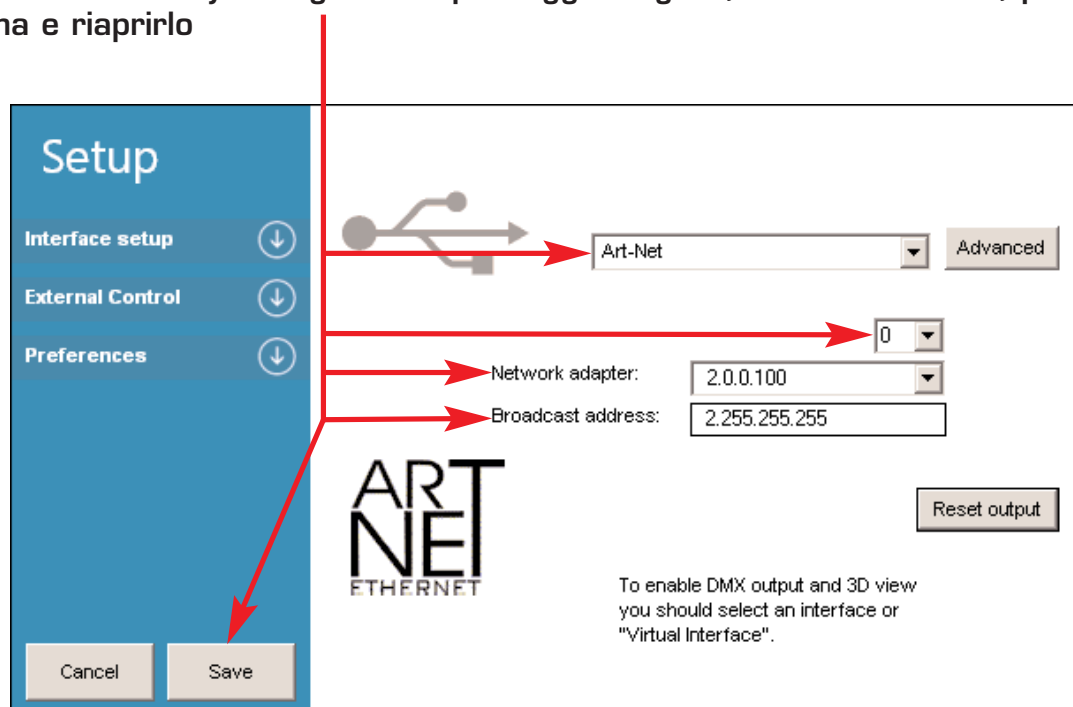 na e riaprirlo
Setup
Interface setup
External Control
Preferences
Art-Net
Advanced
0
Network adapter:
2.0.0.100
Broadcast address:
2.255.255.255
ART
NET
ETHERNET
Reset output
To enable DMX output and 3D view
you should select an interface or
"Virtual Interface".
Cancel
Save